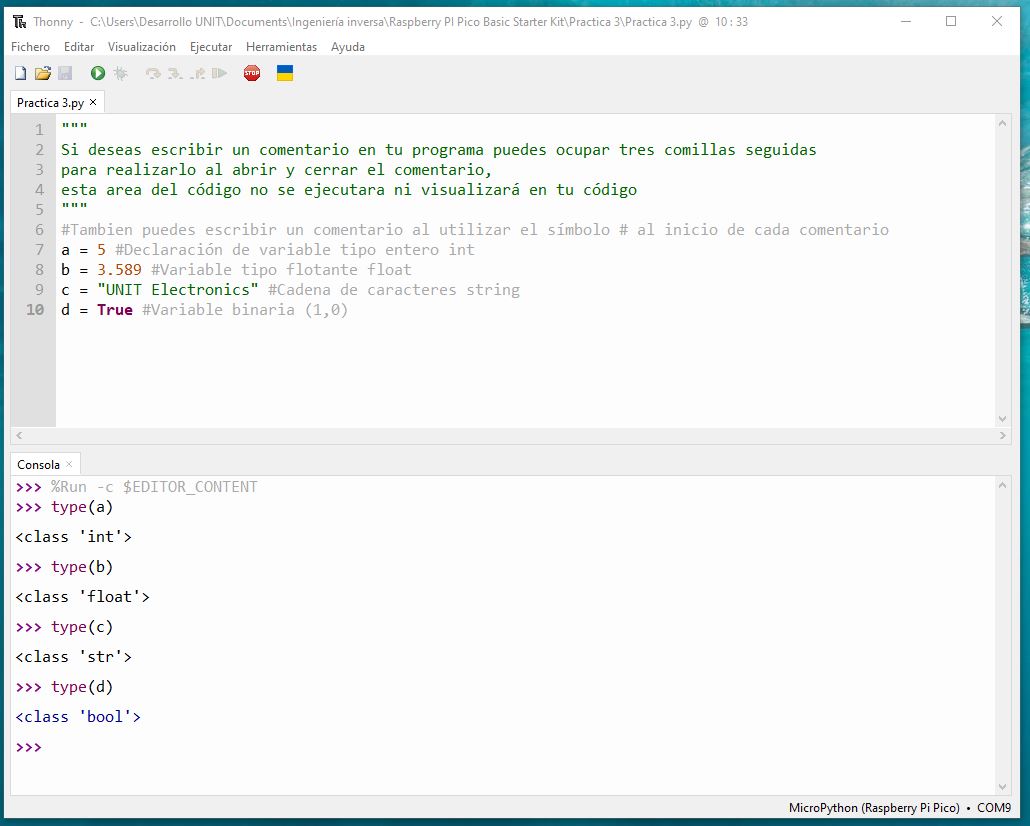 Thonny - C:\Users\Desarrollo UNIT\Documents\Ingeniería inversa\Raspberry PI Pico Basic Starter Kit\Practica 3\Practica 3.py @ 10 : 33
Fichero Editar Visualización Ejecutar Herramientas Ayuda
STOP
Practica 3.py ×
1 """
2 Si deseas escribir un comentario en tu programa puedes ocupar tres comillas seguidas
3 para realizarlo al abrir y cerrar el comentario,
4 esta area del código no se ejecutara ni visualizará en tu código
5 """
6 #Tambien puedes escribir un comentario al utilizar el símbolo # al inicio de cada comentario
7 a = 5 #Declaración de variable tipo entero int
8 b = 3.589 #Variable tipo flotante float
9 c = "UNIT Electronics" #Cadena de caracteres string
10 d = True #Variable binaria (1,0)
Consola ×
>>> %Run -c $EDITOR_CONTENT
>>> type(a)
<class 'int'>
>>> type(b)
<class 'float'>
>>> type(c)
<class 'str'>
>>> type(d)
<class 'bool'>
>>>
MicroPython (Raspberry Pi Pico) • COM9